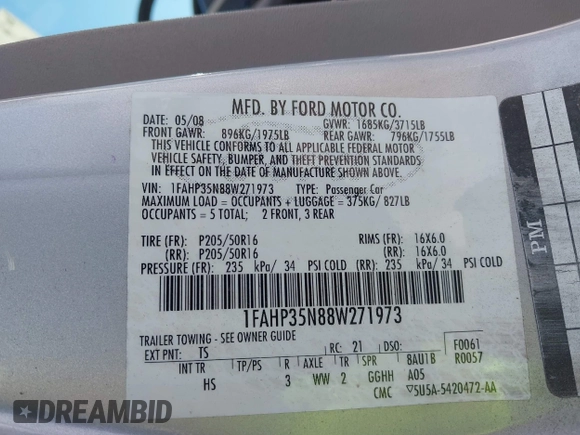 MFD. BY FORD MOTOR CO.
DATE: 05/08 GVWR: 1685KG/3715LB
FRONT GAWR: 896KG/1975LB REAR GAWR: 796KG/1755LB
THIS VEHICLE CONFORMS TO ALL APPLICABLE FEDERAL MOTOR
VEHICLE SAFETY, BUMPER, AND THEFT PREVENTION STANDARDS
IN EFFECT ON THE DATE OF MANUFACTURE SHOWN ABOVE.
VIN: 1FAHP35N88W271973 TYPE: Passenger Car
MAXIMUM LOAD = OCCUPANTS + LUGGAGE = 375KG/ 827LB
OCCUPANTS = 5 TOTAL; 2 FRONT, 3 REAR
TIRE (FR): P205/50R16 RIMS (FR): 16X6.0
(RR): P205/50R16 (RR): 16X6.0
PRESSURE (FR): 235 kPa/ 34 PSI COLD (RR): 235 kPa/ 34 PSI COLD
1FAHP35N88W271973
TRAILER TOWING - SEE OWNER GUIDE
EXT PNT: TS RC: 21 DSO: F0061
INT TR TP/PS R AXLE TR SPR 8AU1B R0057
HS 3 WW 2 GGHH A05
CMC ▽5U5A-5420472-AA
PM
DREAMBID